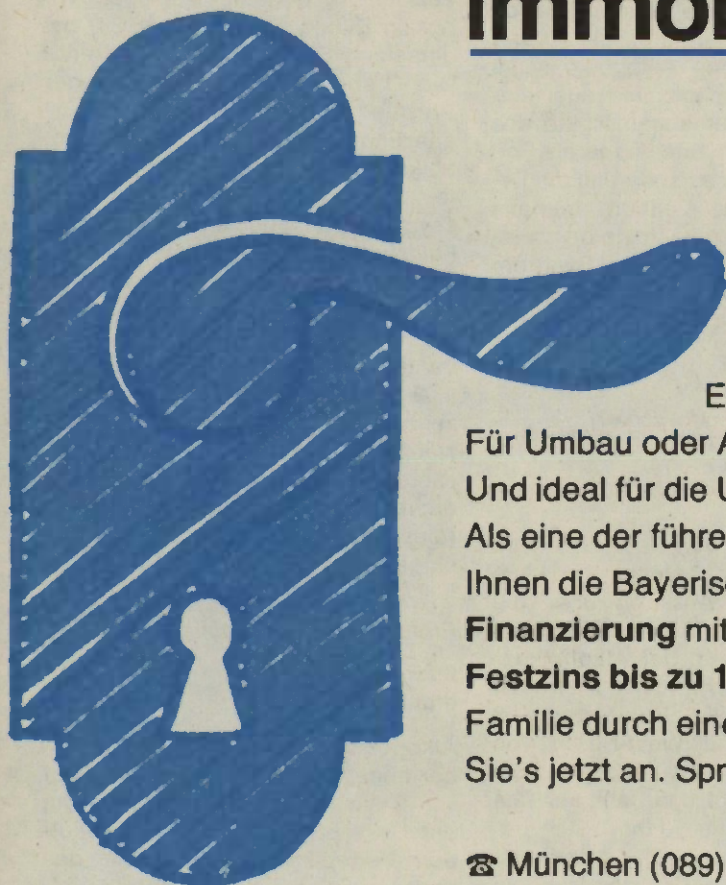 Immo
E
Für Umbau oder A
Und ideal für die U
Als eine der führe
Ihnen die Bayeris
Finanzierung mit
Festzins bis zu 1
Familie durch eine
Sie's jetzt an. Spr
☎ München (089)